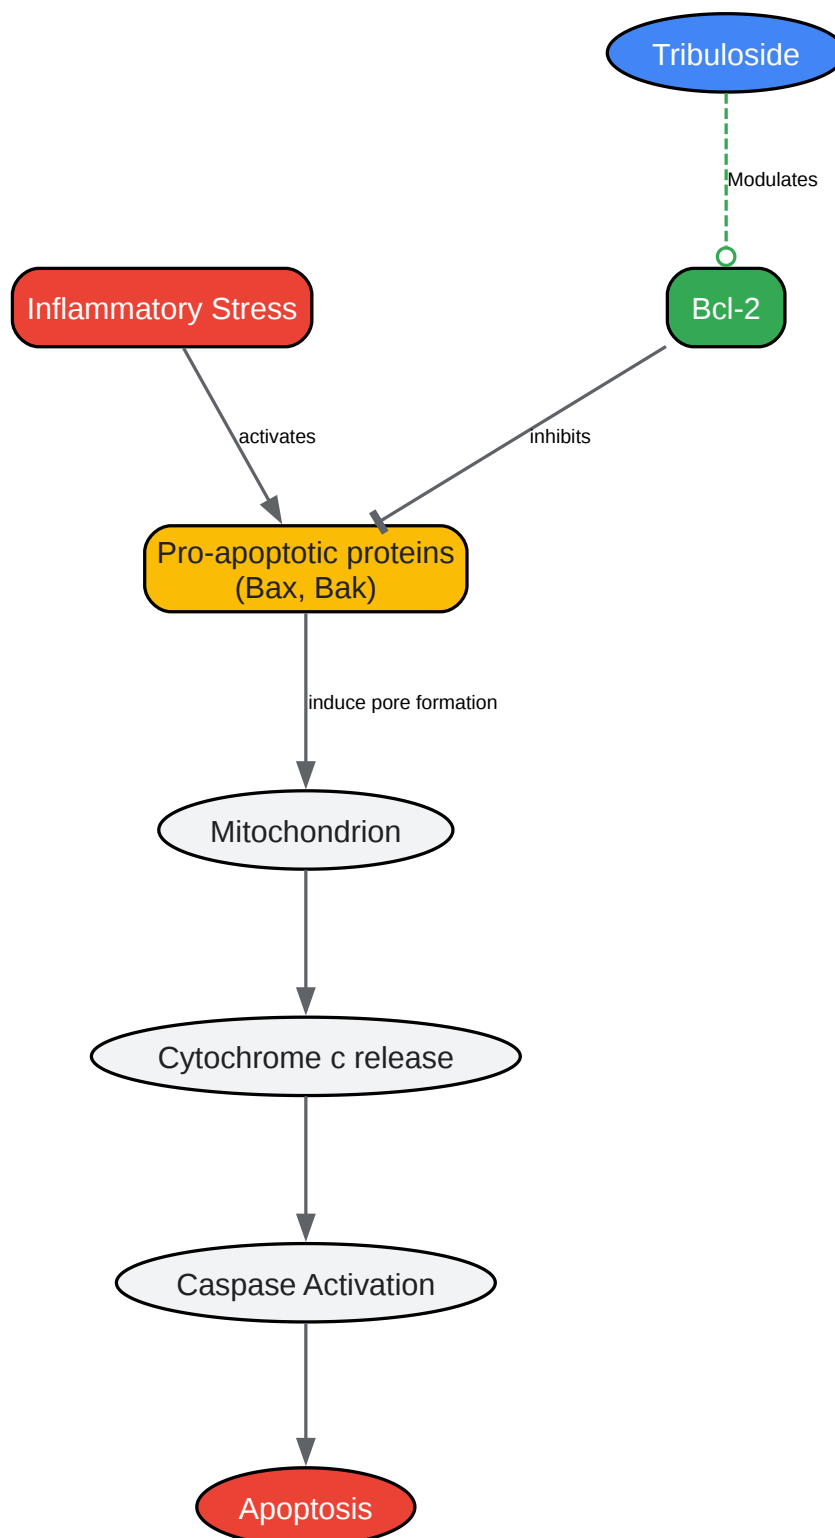 Tribuloside
Modulates
Inflammatory Stress
Bcl-2
activates
inhibits
Pro-apoptotic proteins
(Bax, Bak)
induce pore formation
Mitochondrion
Cytochrome c release
Caspase Activation
Apoptosis